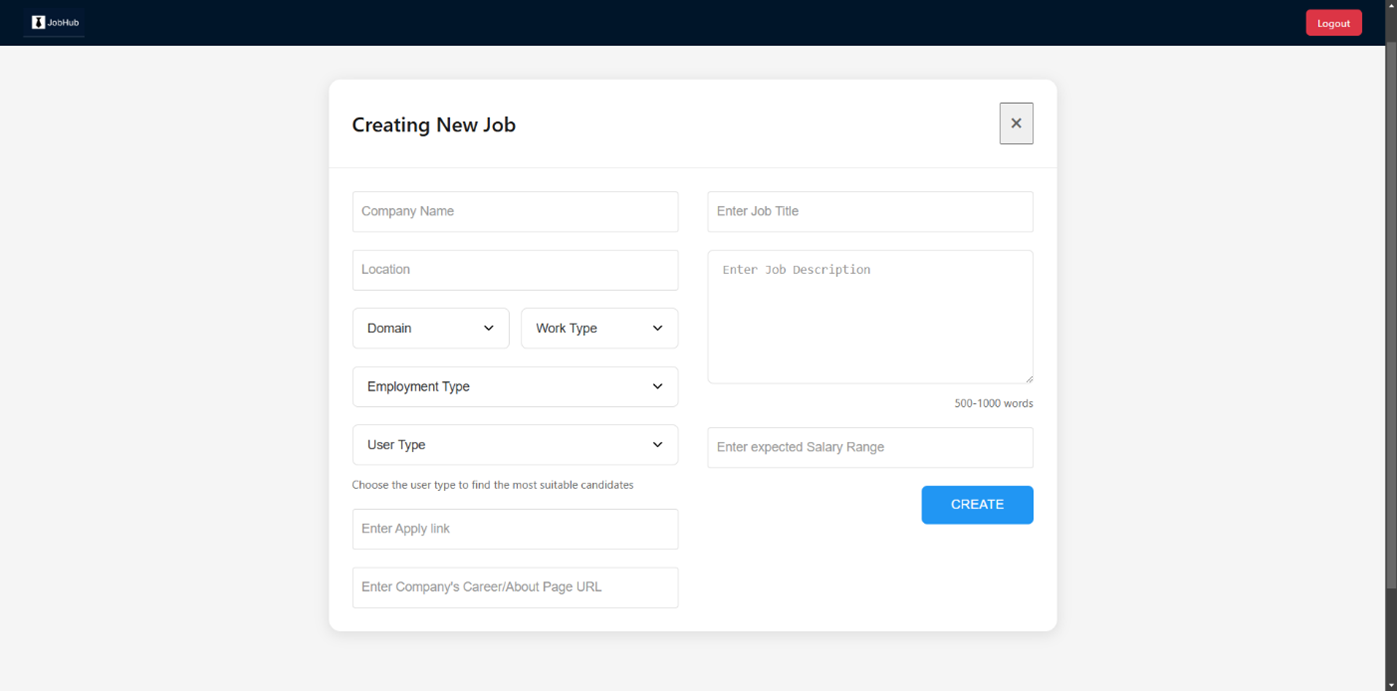 JobHub
Logout
Creating New Job
×
Company Name
Enter Job Title
Location
Enter Job Description
Domain
Work Type
Employment Type
500-1000 words
User Type
Enter expected Salary Range
Choose the user type to find the most suitable candidates
CREATE
Enter Apply link
Enter Company's Career/About Page URL